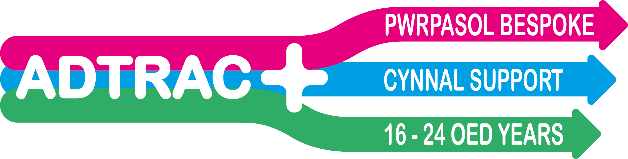 PWRPASOL BESPOKE
ADTRAC+
CYNNAL SUPPORT
16 - 24 OED YEARS